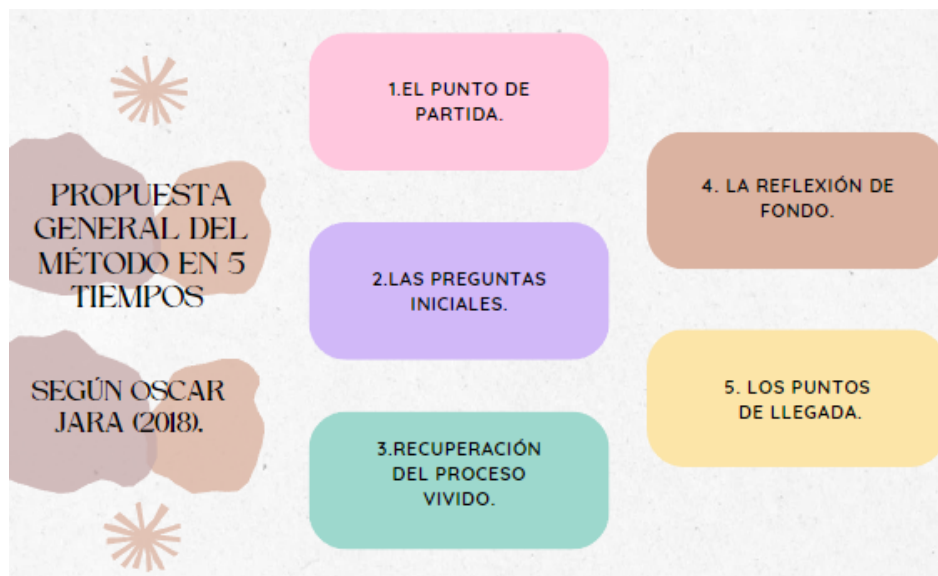 PROPUESTA
GENERAL DEL
MÉTODO EN 5
TIEMPOS
SEGÚN OSCAR
JARA (2018).
1.EL PUNTO DE
PARTIDA.
2.LAS PREGUNTAS
INICIALES.
3.RECUPERACIÓN
DEL PROCESO
VIVIDO.
4. LA REFLEXIÓN DE
FONDO.
5. LOS PUNTOS
DE LLEGADA.